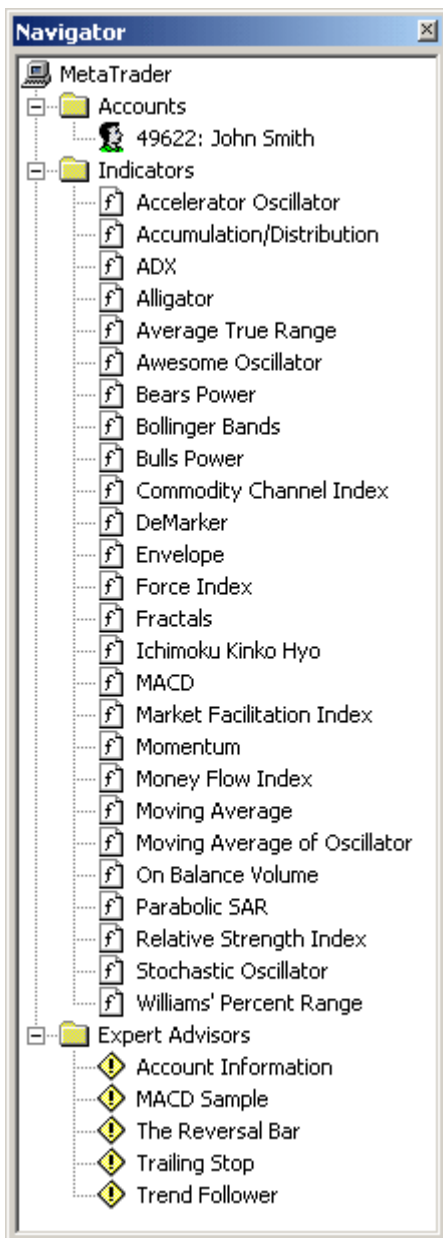 Navigator
MetaTrader
Accounts
49622: John Smith
Indicators
Accelerator Oscillator
Accumulation/Distribution
ADX
Alligator
Average True Range
Awesome Oscillator
Bears Power
Bollinger Bands
Bulls Power
Commodity Channel Index
DeMarker
Envelope
Force Index
Fractals
Ichimoku Kinko Hyo
MACD
Market Facilitation Index
Momentum
Money Flow Index
Moving Average
Moving Average of Oscillator
On Balance Volume
Parabolic SAR
Relative Strength Index
Stochastic Oscillator
Williams' Percent Range
Expert Advisors
Account Information
MACD Sample
The Reversal Bar
Trailing Stop
Trend Follower